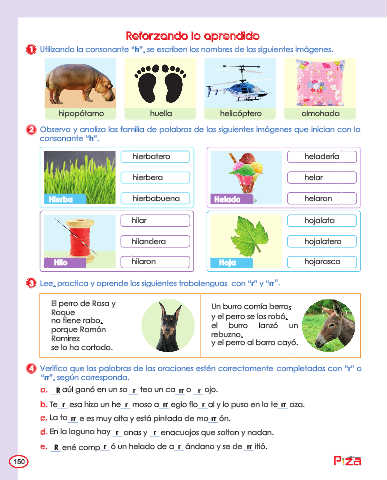 Reforzando lo aprendido
1 Utilizando la consonante "h", se escriben los nombres de las siguientes imágenes.
hipopótamo huella helicóptero almohada
2 Observa y analiza las familia de palabras de las siguientes imágenes que inician con la
consonante "h".
hierbatero
hierbera
Hierba hierbabuena
heladería
helar
Helado helaron
hilar
hilandera
Hilo hilaron
hojalata
hojalatero
Hoja hojarasca
3 Lee, practica y aprende los siguientes trabalenguas con "r" y "rr".
El perro de Rosa y
Roque
no tiene rabo,
porque Ramón
Ramírez
se lo ha cortado.
Un burro comía berros
y el perro se los robó,
el burro lanzó un
rebuzno,
y el perro al barro cayó.
4 Verifica que las palabras de las oraciones estén correctamente completadas con "r" o
"rr", según corresponda.
a. R aúl ganó en un so r teo un ca rr o r ojo.
b. Te r esa hizo un he r moso a rr eglo flo r al y lo puso en la te rr aza.
c. La to rr e es muy alta y está pintada de ma rr ón.
d. En la laguna hay r anas y r enacuajos que saltan y nadan.
e. R ené comp r ó un helado de a r ándano y se de rr itió.
150
Piza